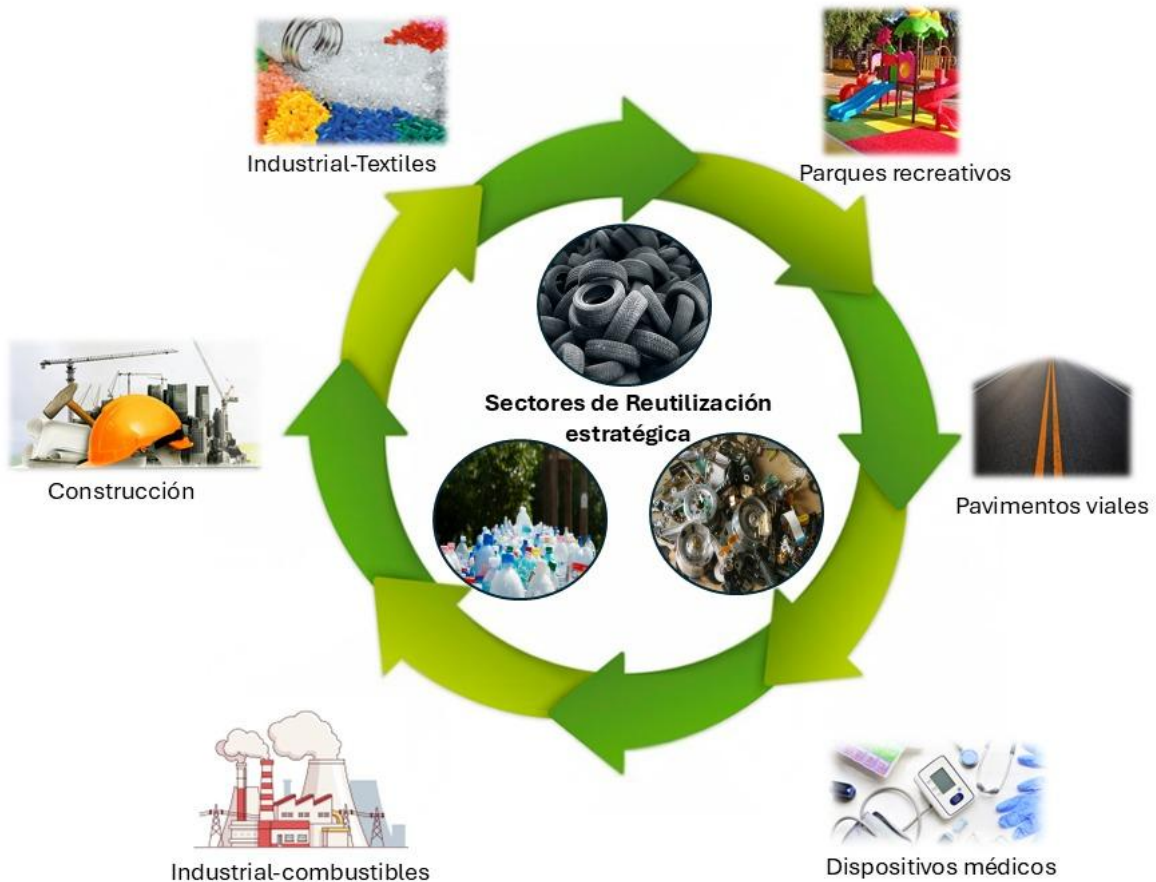 Industrial-Textiles
Parques recreativos
Sectores de Reutilización
estratégica
Construcción
Pavimentos viales
Industrial-combustibles
Dispositivos médicos